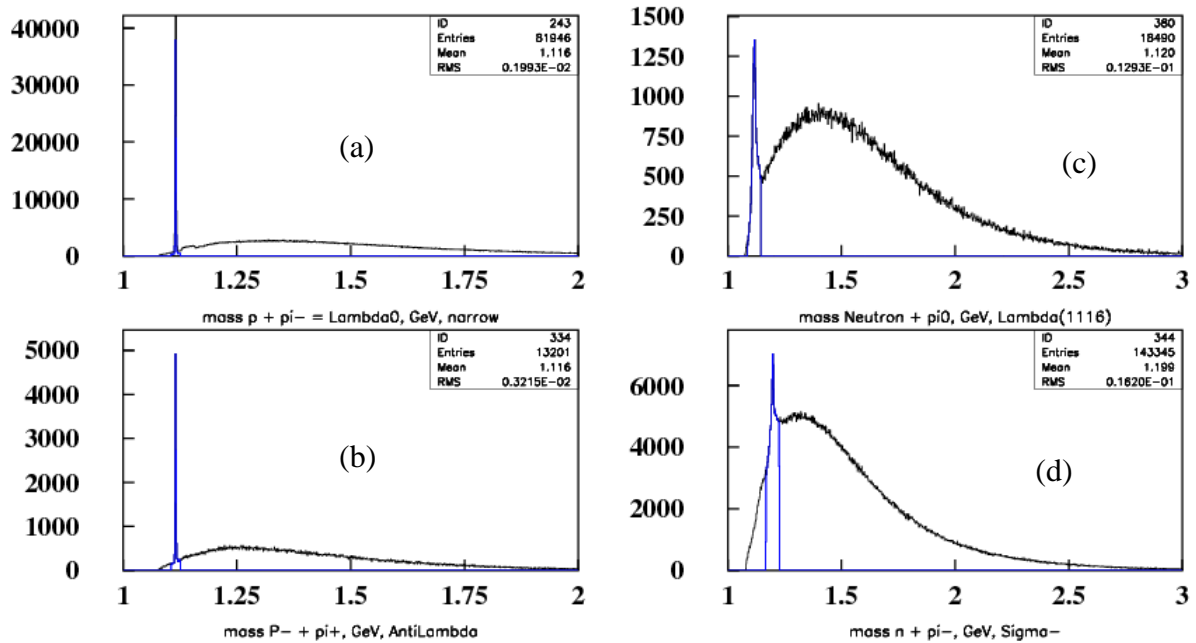 40000
30000
20000
10000
0
1 1.25 1.5 1.75 2
ID 243
Entries 81946
Mean 1.116
RMS 0.1993E-02
(a)
mass p + pi- = Lambda0, GeV, narrow
1500
1250
1000
750
500
250
0
1 1.5 2 2.5 3
ID 380
Entries 18490
Mean 1.120
RMS 0.1293E-01
(c)
mass Neutron + pi0, GeV, Lambda(1116)
5000
4000
3000
2000
1000
0
1 1.25 1.5 1.75 2
ID 334
Entries 13201
Mean 1.116
RMS 0.3215E-02
(b)
mass P- + pi+, GeV, AntiLambda
6000
4000
2000
0
1 1.5 2 2.5 3
ID 344
Entries 143345
Mean 1.199
RMS 0.1620E-01
(d)
mass n + pi-, GeV, Sigma-